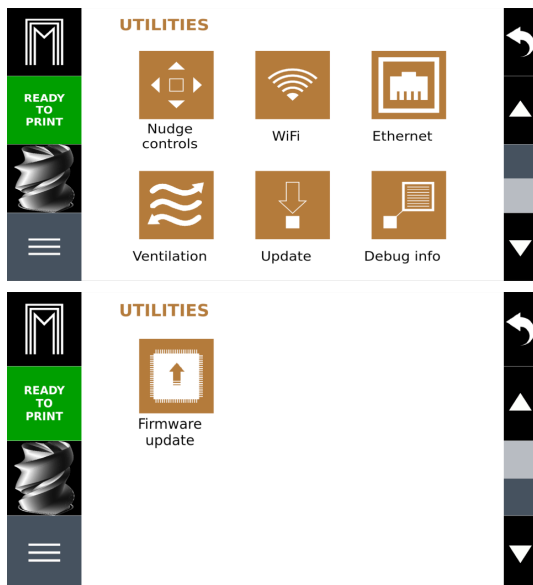 UTILITIES
READY
TO
PRINT
Nudge
controls
WiFi
Ethernet
Ventilation
Update
Debug info
UTILITIES
READY
TO
PRINT
Firmware
update